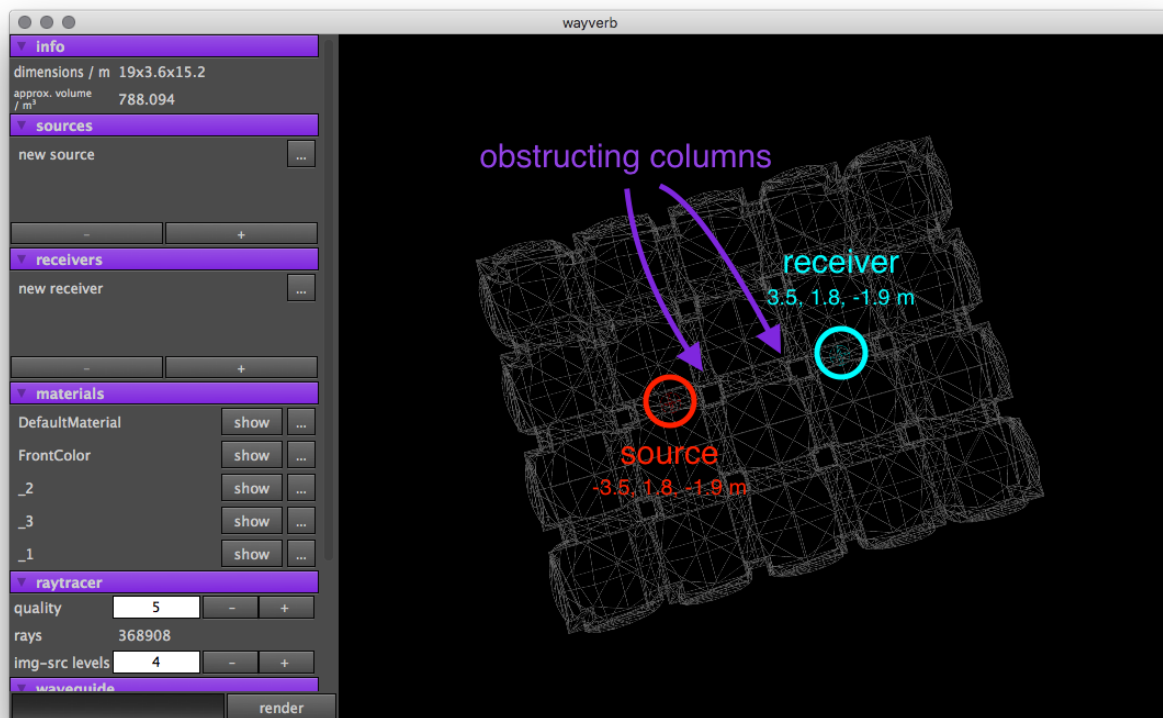 wayverb
info
dimensions / m 19x3.6x15.2
approx. volume
/ m³ 788.094
sources
new source ...
- +
receivers
new receiver ...
- +
materials
DefaultMaterial show ...
FrontColor show ...
_2 show ...
_3 show ...
_1 show ...
raytracer
quality 5 - +
rays 368908
img-src levels 4 - +
waveguide
render
obstructing columns
receiver
3.5, 1.8, -1.9 m
source
-3.5, 1.8, -1.9 m